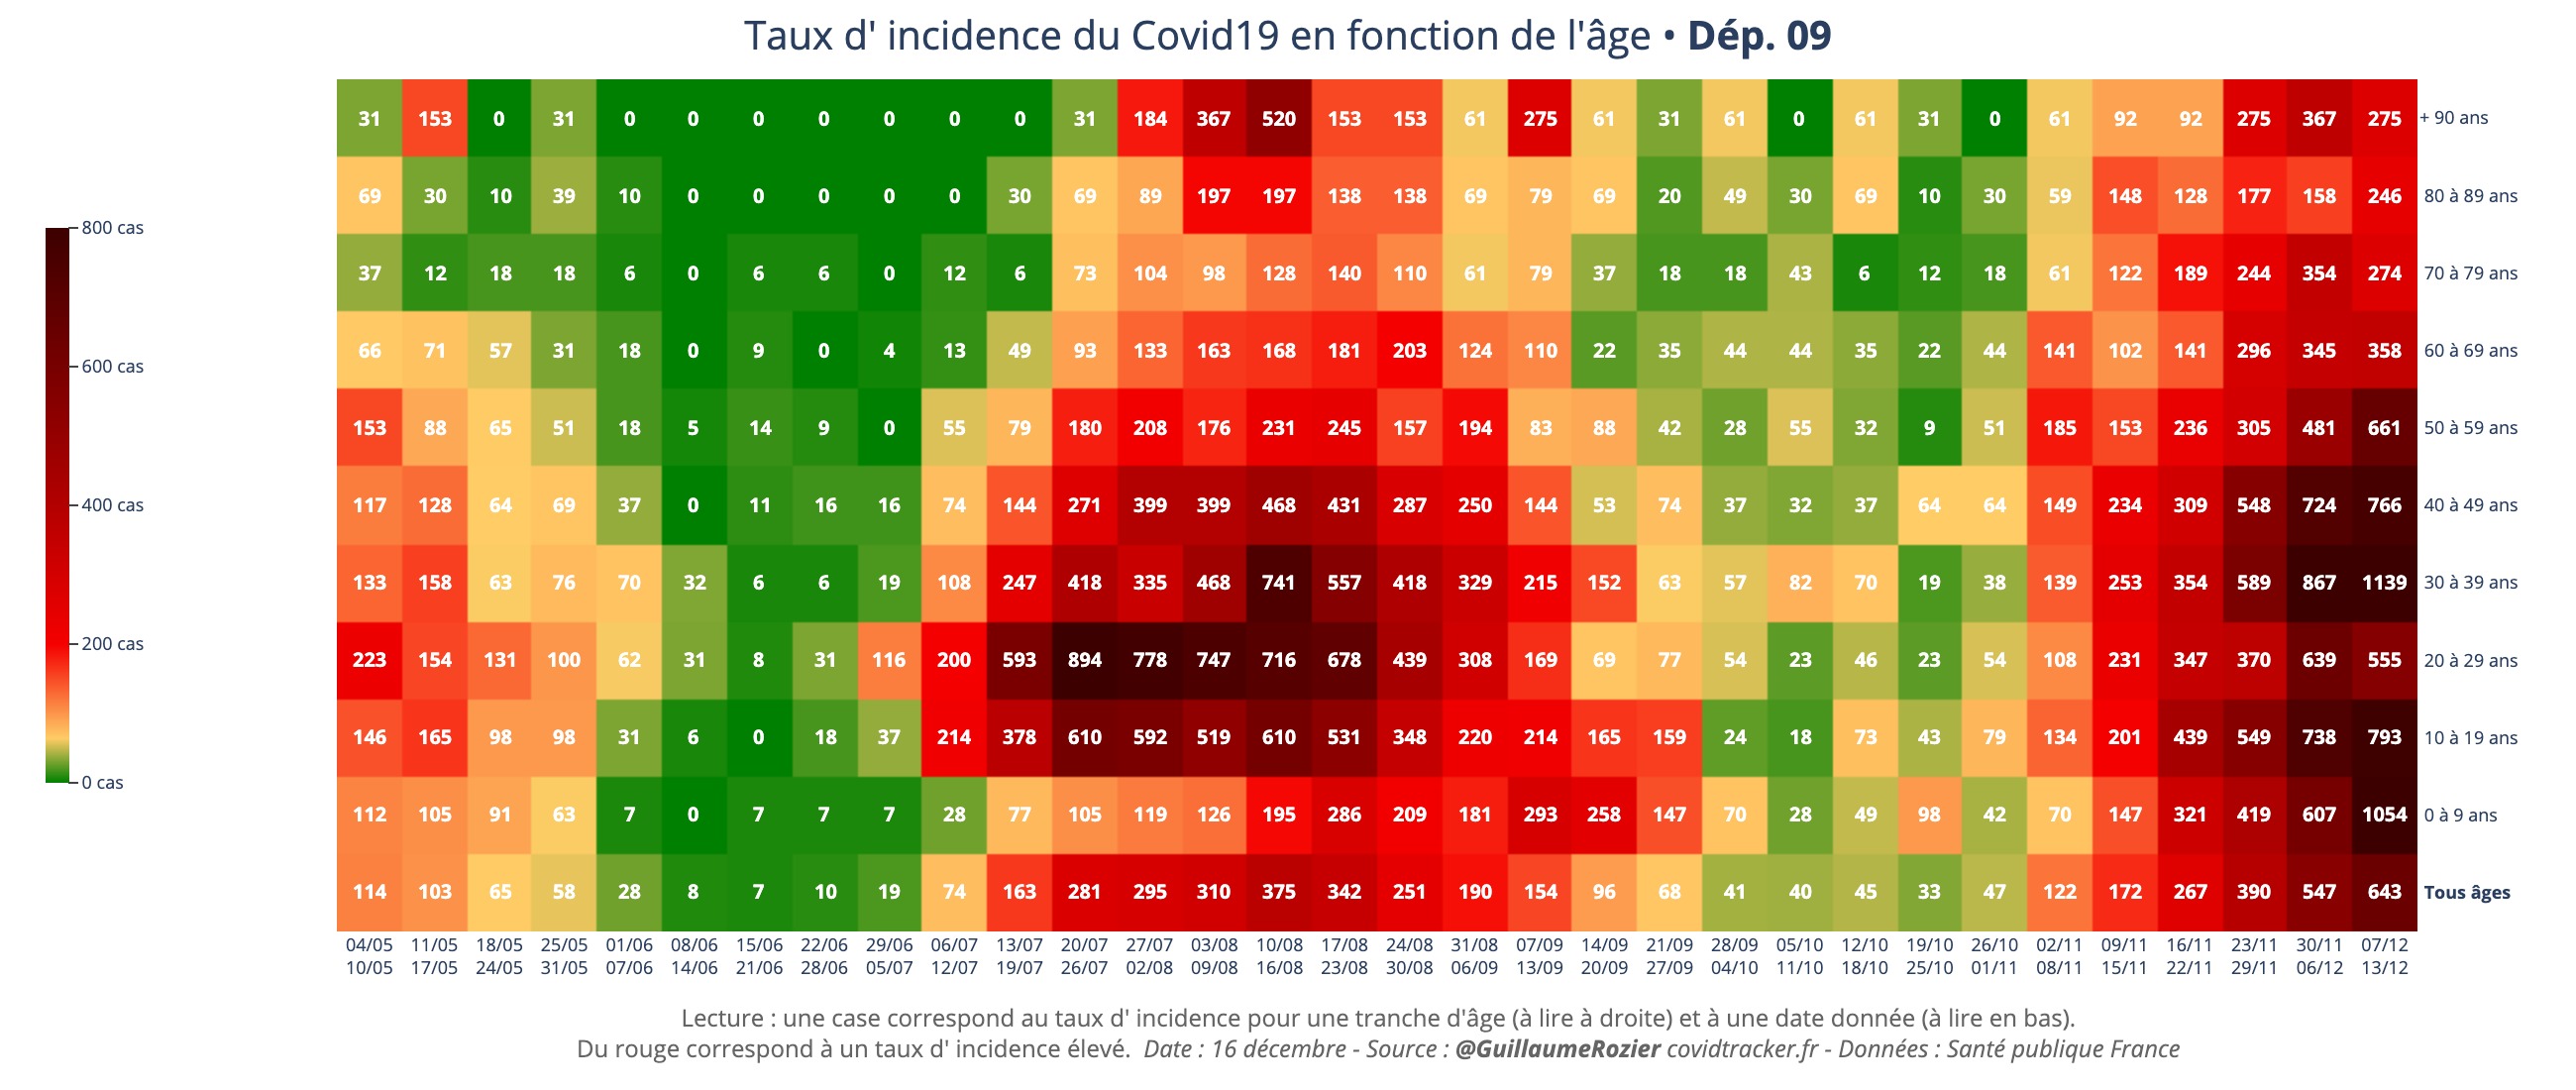 Taux d' incidence du Covid19 en fonction de l'âge • Dép. 09
800 cas
600 cas
400 cas
200 cas
0 cas
31 153 0 31 0 0 0 0 0 0 0 31 184 367 520 153 153 61 275 61 31 61 0 61 31 0 61 92 92 275 367 275 + 90 ans
69 30 10 39 10 0 0 0 0 0 30 69 89 197 197 138 138 69 79 69 20 49 30 69 10 30 59 148 128 177 158 246 80 à 89 ans
37 12 18 18 6 0 6 6 0 12 6 73 104 98 128 140 110 61 79 37 18 18 43 6 12 18 61 122 189 244 354 274 70 à 79 ans
66 71 57 31 18 0 9 0 4 13 49 93 133 163 168 181 203 124 110 22 35 44 44 35 22 44 141 102 141 296 345 358 60 à 69 ans
153 88 65 51 18 5 14 9 0 55 79 180 208 176 231 245 157 194 83 88 42 28 55 32 9 51 185 153 236 305 481 661 50 à 59 ans
117 128 64 69 37 0 11 16 16 74 144 271 399 399 468 431 287 250 144 53 74 37 32 37 64 64 149 234 309 548 724 766 40 à 49 ans
133 158 63 76 70 32 6 6 19 108 247 418 335 468 741 557 418 329 215 152 63 57 82 70 19 38 139 253 354 589 867 1139 30 à 39 ans
223 154 131 100 62 31 8 31 116 200 593 894 778 747 716 678 439 308 169 69 77 54 23 46 23 54 108 231 347 370 639 555 20 à 29 ans
146 165 98 98 31 6 0 18 37 214 378 610 592 519 610 531 348 220 214 165 159 24 18 73 43 79 134 201 439 549 738 793 10 à 19 ans
112 105 91 63 7 0 7 7 7 28 77 105 119 126 195 286 209 181 293 258 147 70 28 49 98 42 70 147 321 419 607 1054 0 à 9 ans
114 103 65 58 28 8 7 10 19 74 163 281 295 310 375 342 251 190 154 96 68 41 40 45 33 47 122 172 267 390 547 643 Tous âges
04/05 11/05 18/05 25/05 01/06 08/06 15/06 22/06 29/06 06/07 13/07 20/07 27/07 03/08 10/08 17/08 24/08 31/08 07/09 14/09 21/09 28/09 05/10 12/10 19/10 26/10 02/11 09/11 16/11 23/11 30/11 07/12
10/05 17/05 24/05 31/05 07/06 14/06 21/06 28/06 05/07 12/07 19/07 26/07 02/08 09/08 16/08 23/08 30/08 06/09 13/09 20/09 27/09 04/10 11/10 18/10 25/10 01/11 08/11 15/11 22/11 29/11 06/12 13/12
Lecture : une case correspond au taux d' incidence pour une tranche d'âge (à lire à droite) et à une date donnée (à lire en bas).
Du rouge correspond à un taux d' incidence élevé. Date : 16 décembre - Source : @GuillaumeRozier covidtracker.fr - Données : Santé publique France